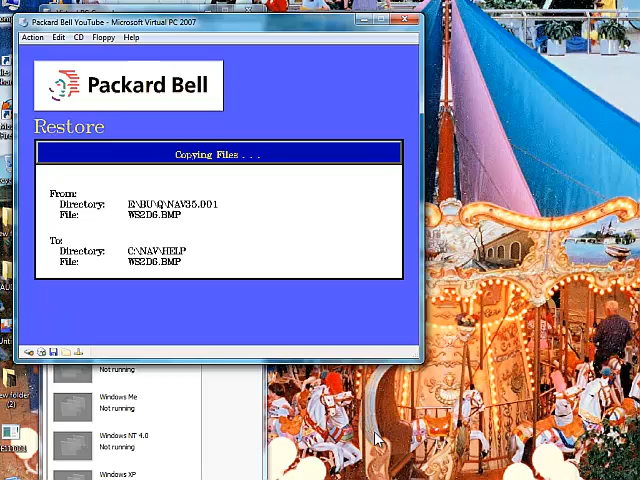 Packard Bell YouTube - Microsoft Virtual PC 2007
Action Edit CD Floppy Help
Packard Bell
Restore
Copying Files . . .
From:
Directory: E\BU\Q\NAV35.001
File: WS2D6.BMP
To:
Directory: C:\NAV\HELP
File: WS2D6.BMP
Not running
Windows Me
Not running
Windows NT 4.0
Not running
Windows XP